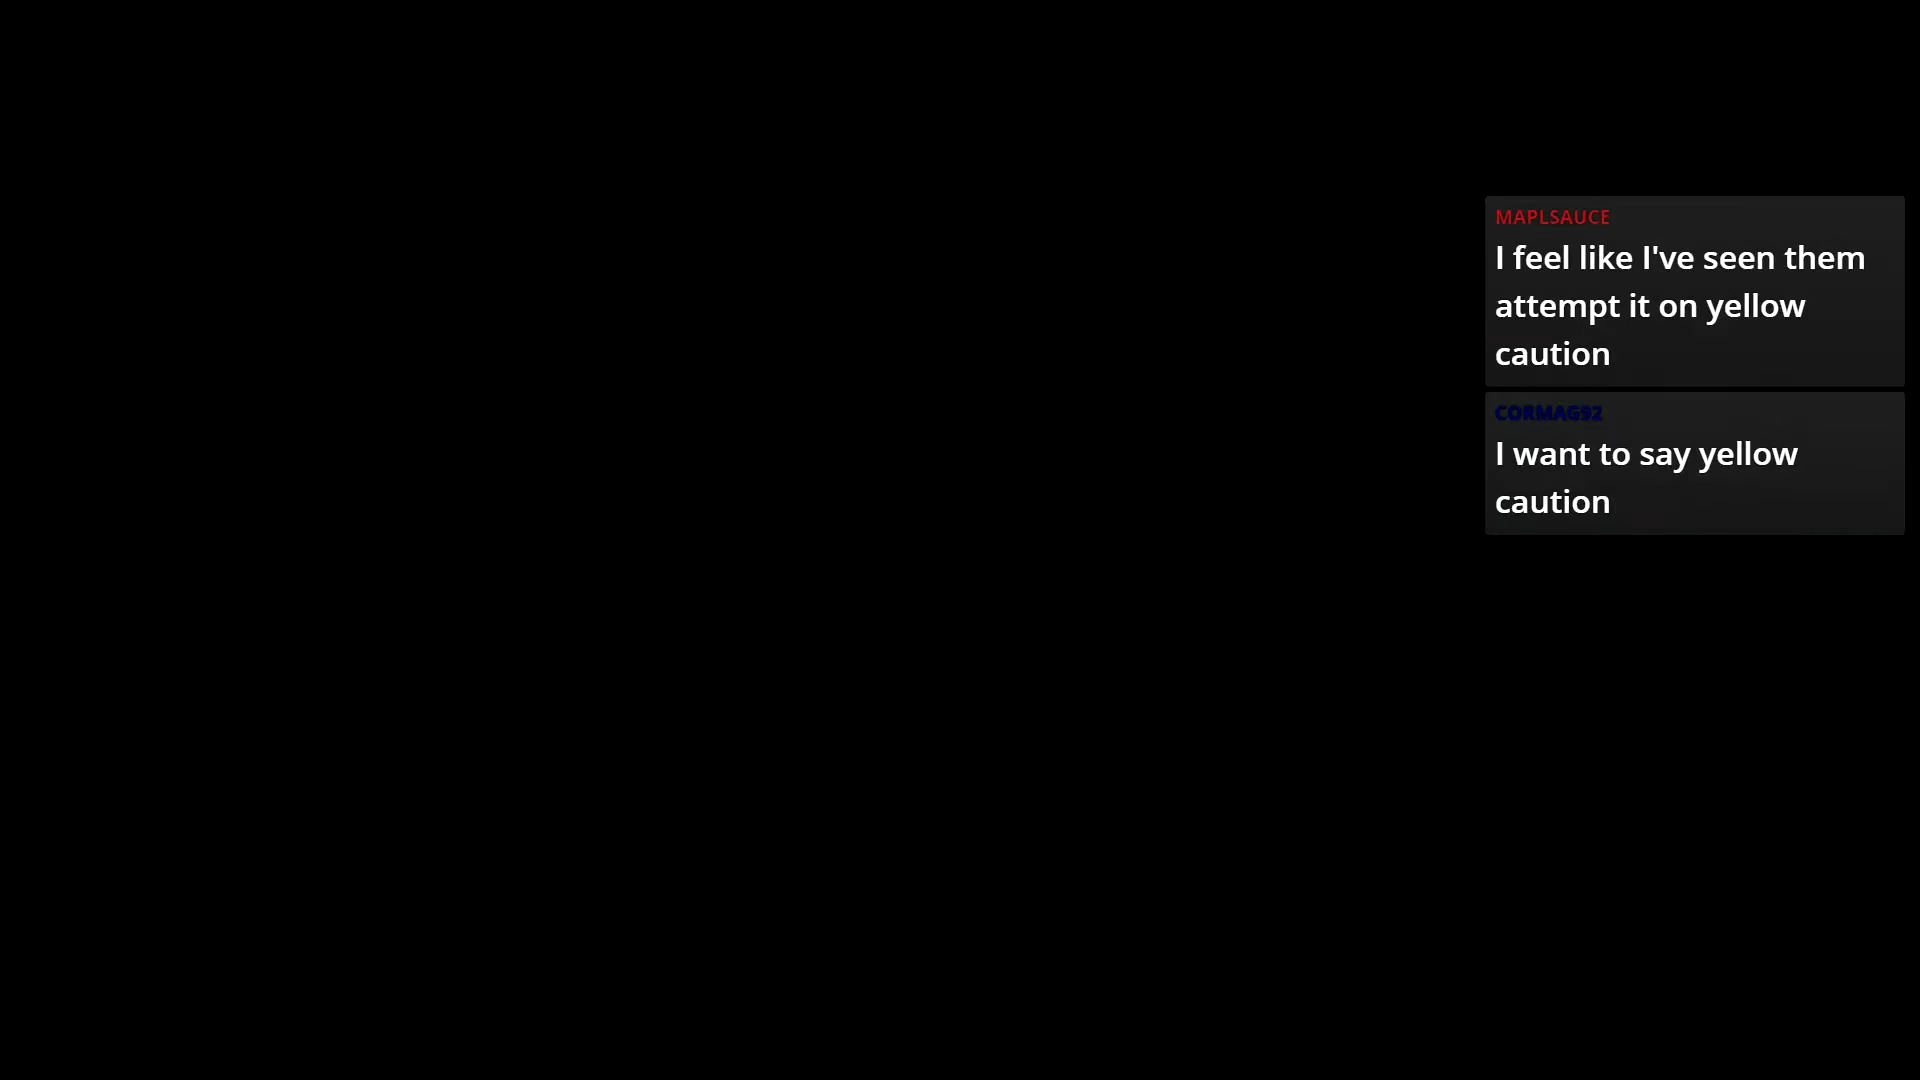 MAPLSAUCE
I feel like I've seen them
attempt it on yellow
caution
CORMAG92
I want to say yellow
caution